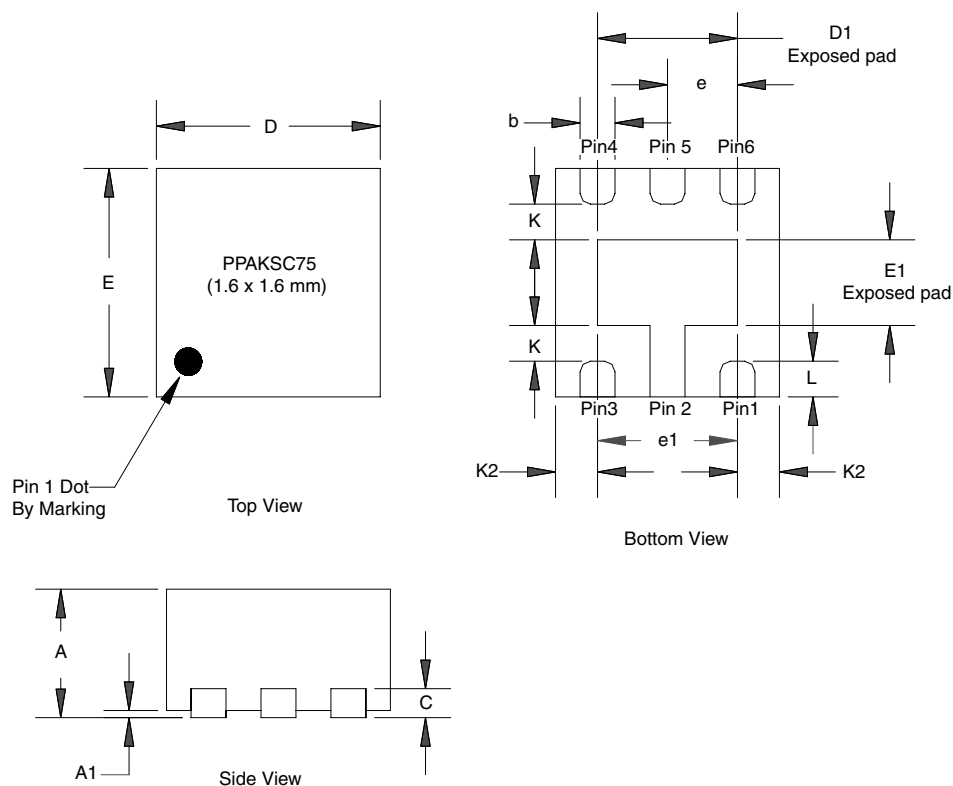 D1
Exposed pad
e
b
D
Pin4
Pin 5
Pin6
K
E
PPAKSC75
(1.6 x 1.6 mm)
E1
Exposed pad
K
L
Pin3
Pin 2
Pin1
e1
K2
K2
Pin 1 Dot
By Marking
Top View
Bottom View
A
C
A1
Side View